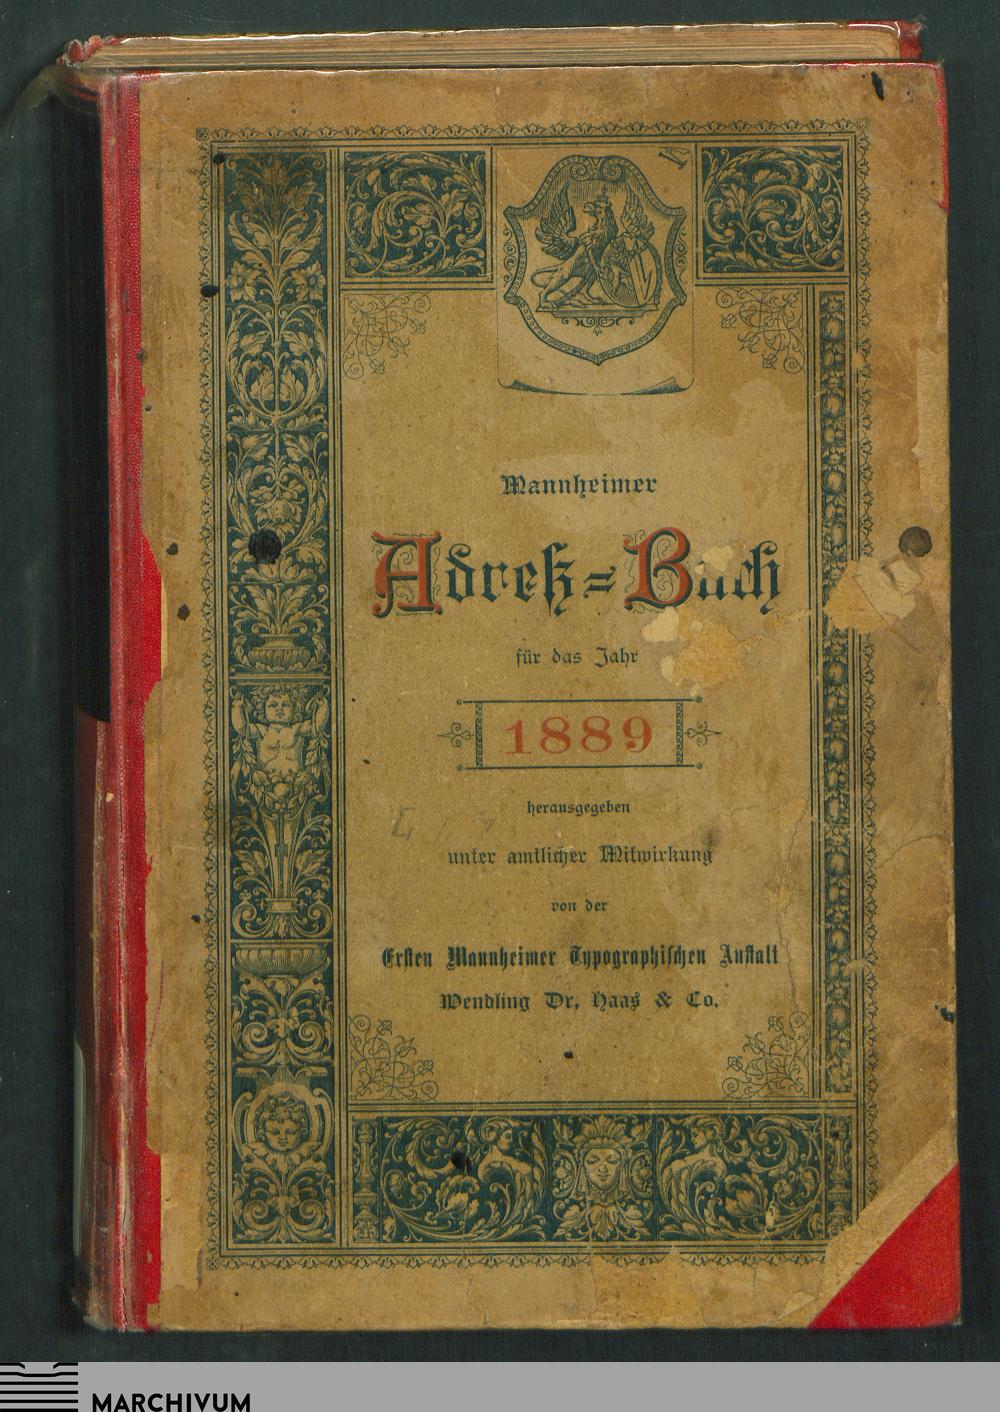 Mannheimer
Adreß=Buch
für das Jahr
1889
herausgegeben
unter amtlicher Mitwirkung
von der
Ersten Mannheimer Typographischen Anstalt
Wendling Dr. Haas & Co.
MARCHIVUM